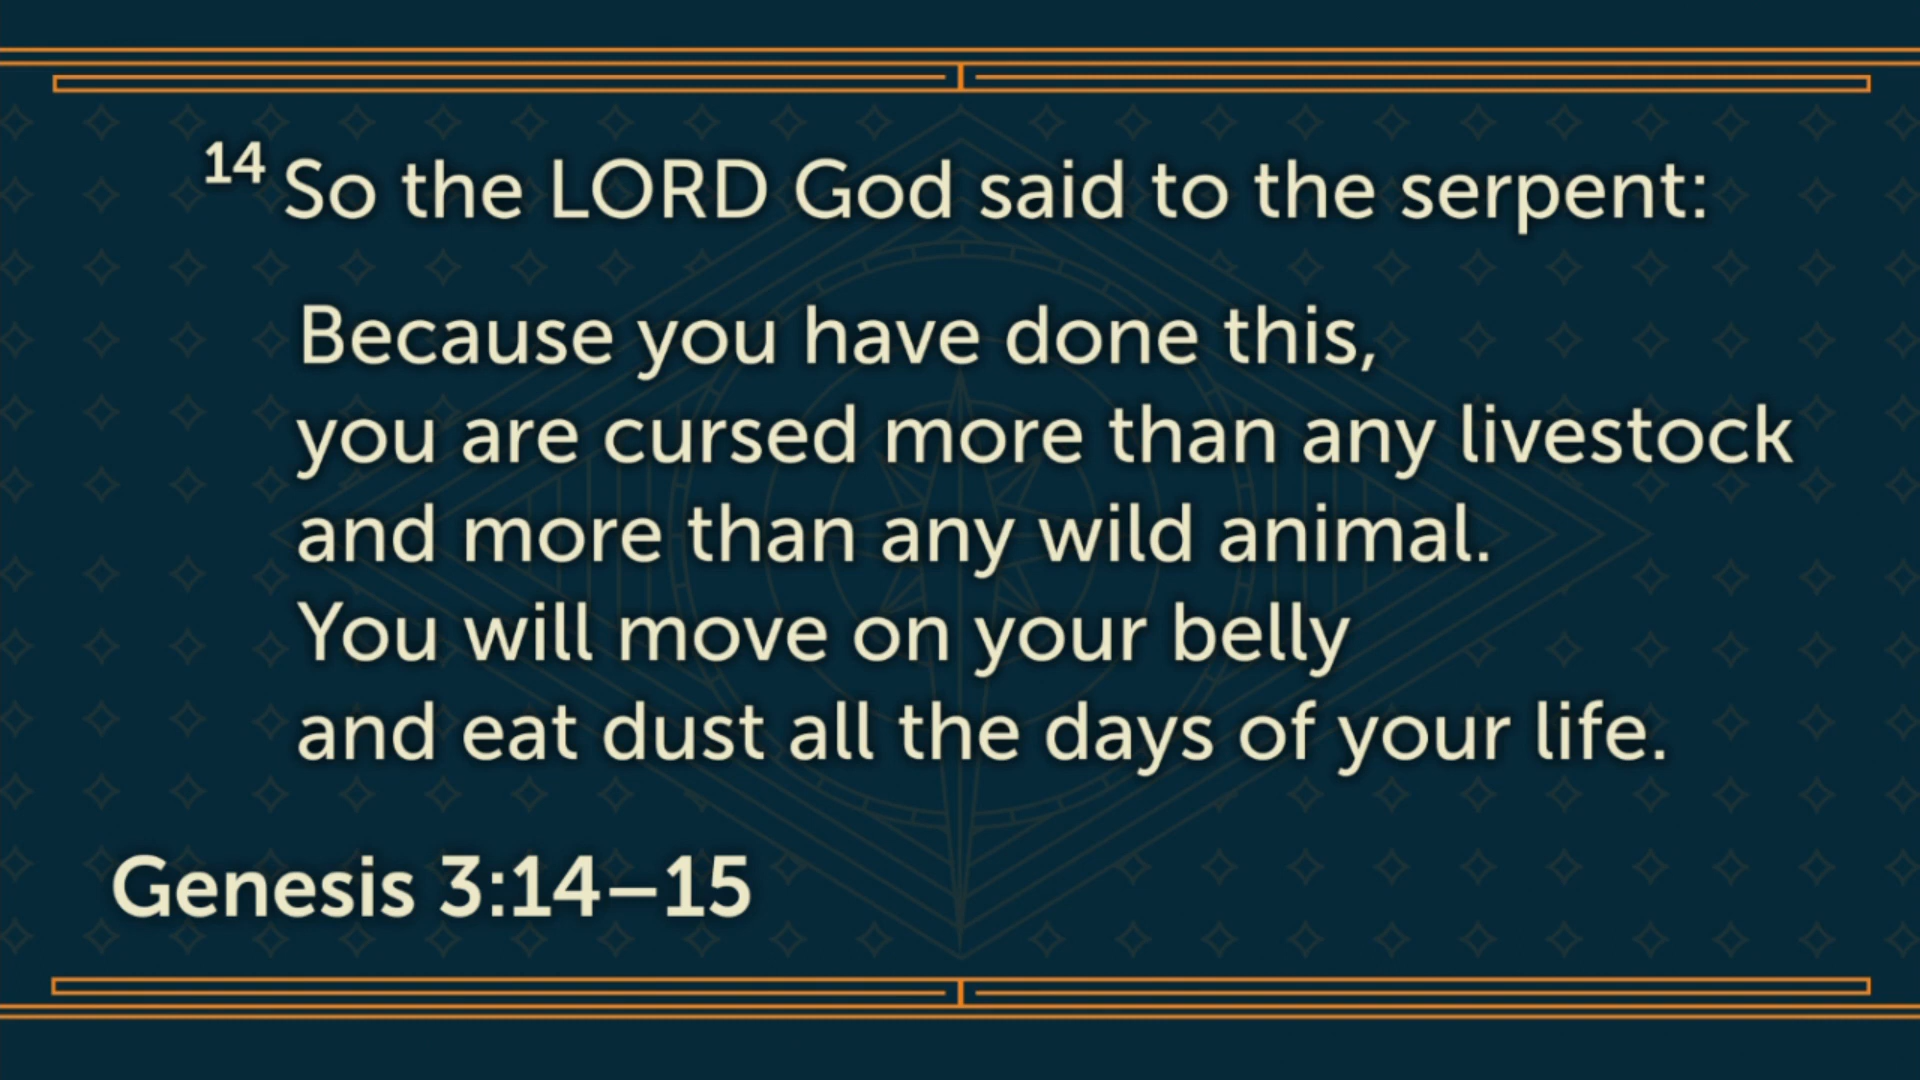 14 So the LORD God said to the serpent:
Because you have done this,
you are cursed more than any livestock
and more than any wild animal.
You will move on your belly
and eat dust all the days of your life.
Genesis 3:14–15